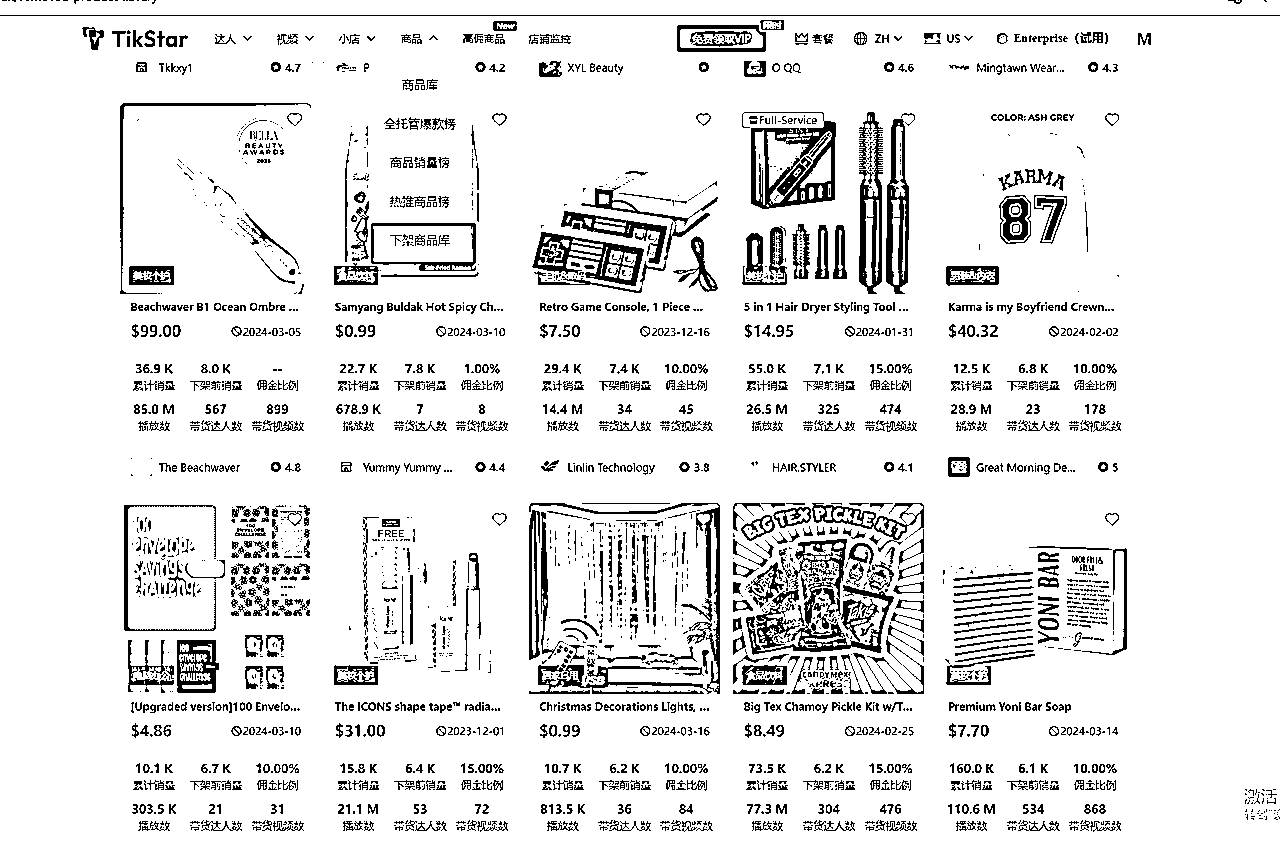 TikStar
达人
视频
小店
商品
New
高佣商品
店铺监控
免费领取VIP
套餐
ZH
US
Enterprise（试用）
M
Tkkxy1 4.7
P 4.2
XYL Beauty
O QQ 4.6
Mingtawn Wear... 4.3
商品库
全托管爆款榜
商品销量榜
热推商品榜
下架商品库
BELLA
BEAUTY
AWARDS
2023
美妆个护
Full-Service
COLOR: ASH GREY
KARMA
87
Beachwaver B1 Ocean Ombre ...
$99.00 2024-03-05
36.9 K 8.0 K --
累计销量 下架前销量 佣金比例
85.0 M 567 899
播放数 带货达人数 带货视频数
The Beachwaver 4.8
Samyang Buldak Hot Spicy Ch...
$0.99 2024-03-10
22.7 K 7.8 K 1.00%
累计销量 下架前销量 佣金比例
678.9 K 7 8
播放数 带货达人数 带货视频数
Yummy Yummy ... 4.4
Retro Game Console, 1 Piece ...
$7.50 2023-12-16
29.4 K 7.4 K 10.00%
累计销量 下架前销量 佣金比例
14.4 M 34 45
播放数 带货达人数 带货视频数
Linlin Technology 3.8
5 in 1 Hair Dryer Styling Tool ...
$14.95 2024-01-31
55.0 K 7.1 K 15.00%
累计销量 下架前销量 佣金比例
26.5 M 325 474
播放数 带货达人数 带货视频数
HAIR.STYLER 4.1
Karma is my Boyfriend Crewn...
$40.32 2024-02-02
12.5 K 6.8 K 10.00%
累计销量 下架前销量 佣金比例
28.9 M 23 178
播放数 带货达人数 带货视频数
Great Morning De... 5
100
envelope
savings
challenge
[Upgraded version]100 Envelo...
$4.86 2024-03-10
10.1 K 6.7 K 10.00%
累计销量 下架前销量 佣金比例
303.5 K 21 31
播放数 带货达人数 带货视频数
FREE
The ICONS shape tape™ radia...
$31.00 2023-12-01
15.8 K 6.4 K 15.00%
累计销量 下架前销量 佣金比例
21.1 M 53 72
播放数 带货达人数 带货视频数
Christmas Decorations Lights, ...
$0.99 2024-03-16
10.7 K 6.2 K 10.00%
累计销量 下架前销量 佣金比例
813.5 K 36 84
播放数 带货达人数 带货视频数
BIG TEX PICKLE KIT
Big Tex Chamoy Pickle Kit w/T...
$8.49 2024-02-25
73.5 K 6.2 K 15.00%
累计销量 下架前销量 佣金比例
77.3 M 304 476
播放数 带货达人数 带货视频数
YONI BAR
Premium Yoni Bar Soap
$7.70 2024-03-14
160.0 K 6.1 K 10.00%
累计销量 下架前销量 佣金比例
110.6 M 534 868
播放数 带货达人数 带货视频数
激活